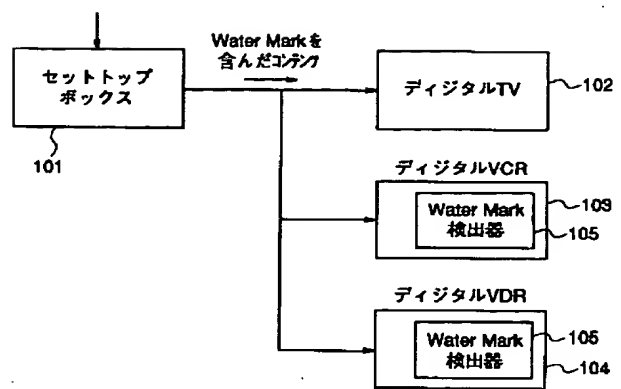 Water Markを
含んだコンテンツ
セットトップ
ボックス
101
ディジタルTV
102
ディジタルVCR
Water Mark
検出器
103
105
ディジタルVDR
Water Mark
検出器
105
104